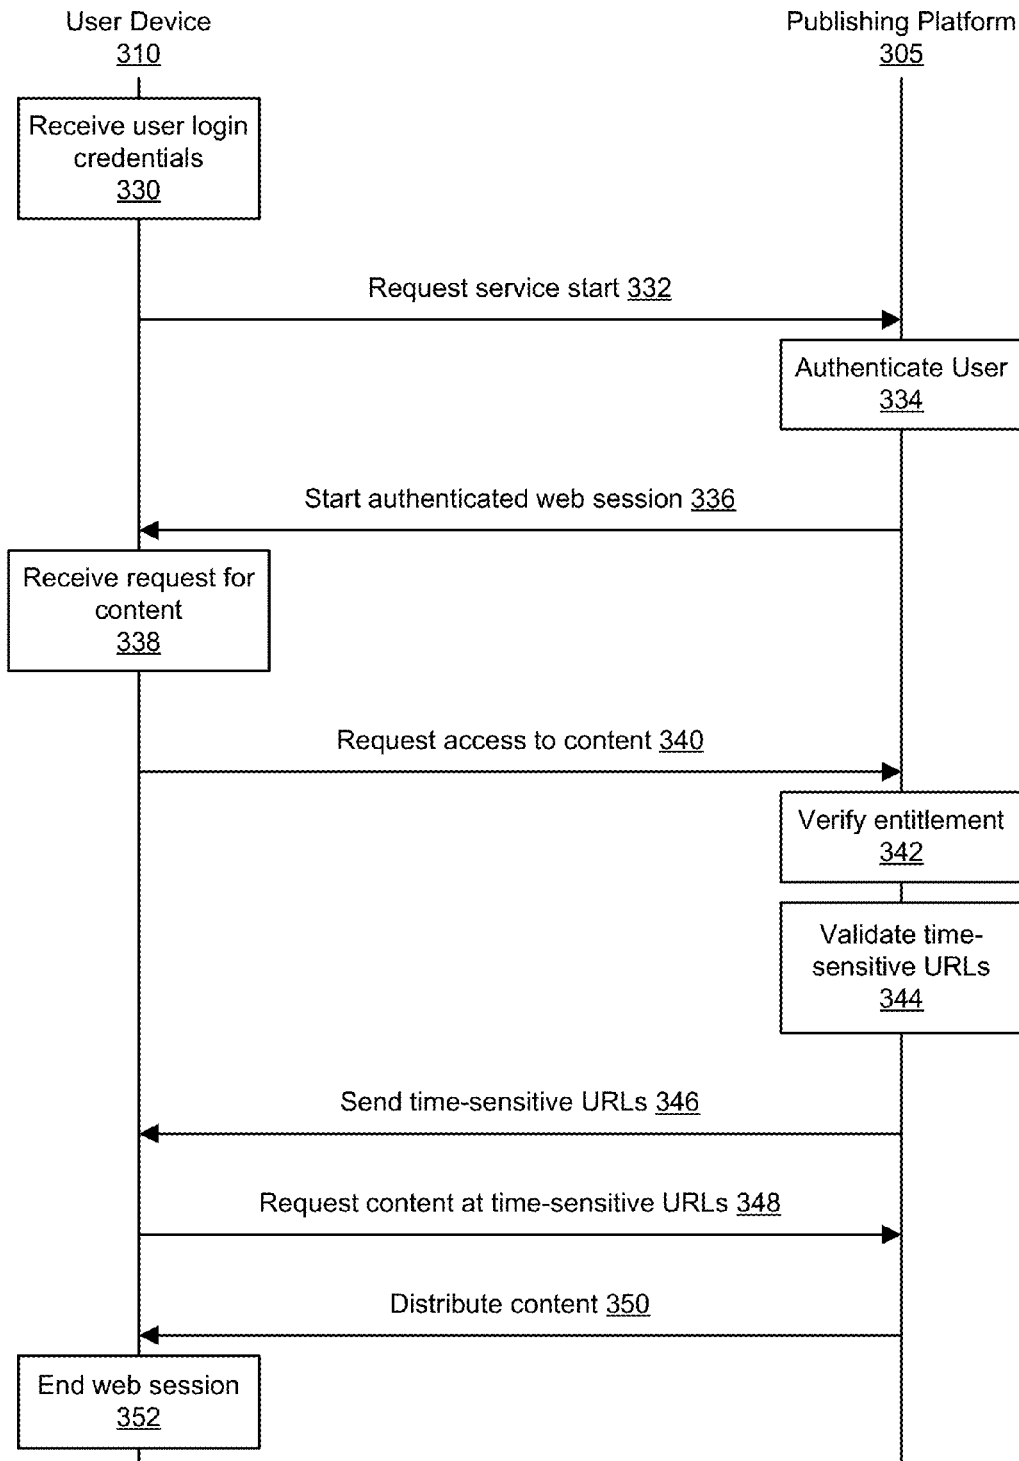 User Device
310
Publishing Platform
305
Receive user login
credentials
330
Request service start 332
Authenticate User
334
Start authenticated web session 336
Receive request for
content
338
Request access to content 340
Verify entitlement
342
Validate time-
sensitive URLs
344
Send time-sensitive URLs 346
Request content at time-sensitive URLs 348
Distribute content 350
End web session
352